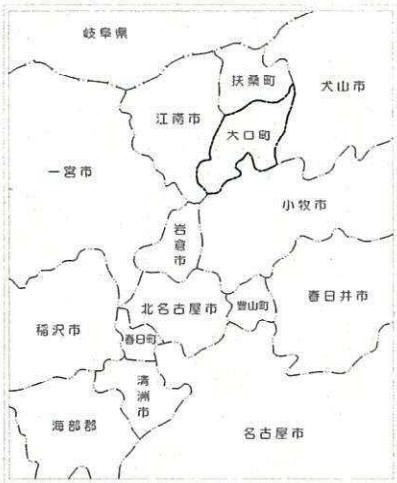 岐阜県
扶桑町
犬山市
江南市
大口町
一宮市
小牧市
岩倉市
春日井市
北名古屋市
豊山町
稲沢市
春日町
清洲市
海部郡
名古屋市